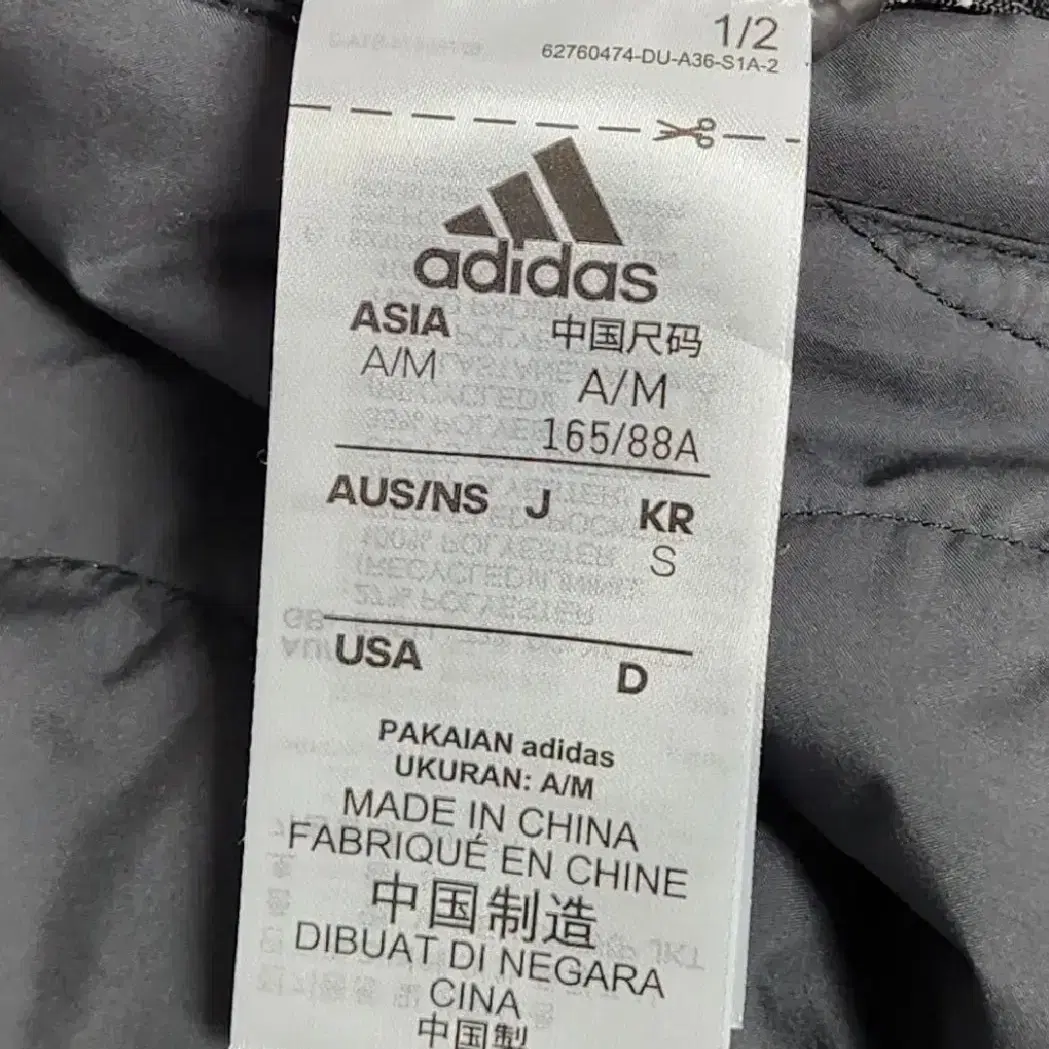 1/2
62760474-DU-A36-S1A-2
adidas
ASIA 中国尺码
A/M A/M
165/88A
AUS/NS J KR
S
USA D
PAKAIAN adidas
UKURAN: A/M
MADE IN CHINA
FABRIQUÉ EN CHINE
中国制造
DIBUAT DI NEGARA
CINA
中国製